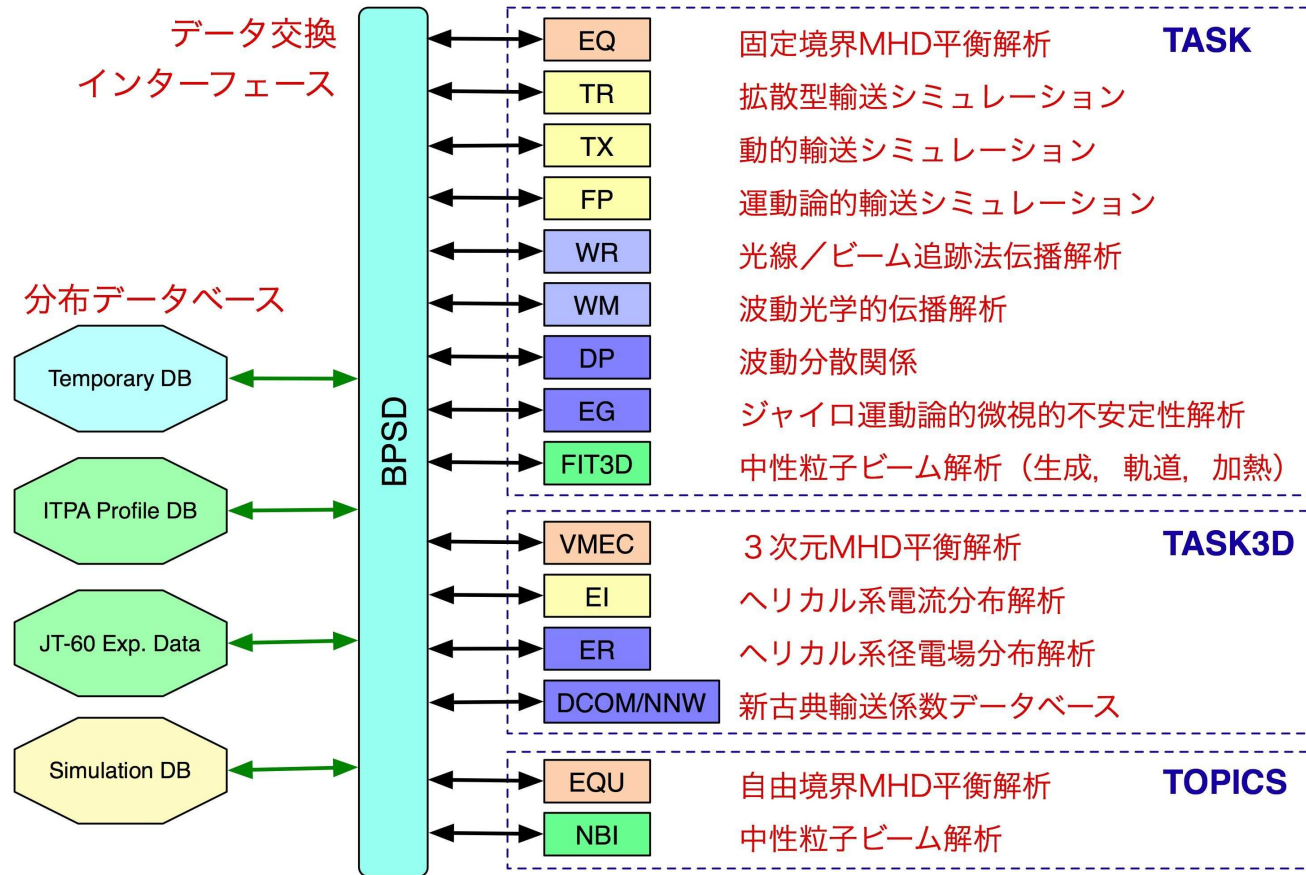 データ交換
インターフェース
分布データベース
Temporary DB
ITPA Profile DB
JT-60 Exp. Data
Simulation DB
BPSD
TASK
EQ 固定境界MHD平衡解析
TR 拡散型輸送シミュレーション
TX 動的輸送シミュレーション
FP 運動論的輸送シミュレーション
WR 光線／ビーム追跡法伝播解析
WM 波動光学的伝播解析
DP 波動分散関係
EG ジャイロ運動論的微視的不安定性解析
FIT3D 中性粒子ビーム解析（生成，軌道，加熱）
TASK3D
VMEC ３次元MHD平衡解析
EI ヘリカル系電流分布解析
ER ヘリカル系径電場分布解析
DCOM/NNW 新古典輸送係数データベース
TOPICS
EQU 自由境界MHD平衡解析
NBI 中性粒子ビーム解析